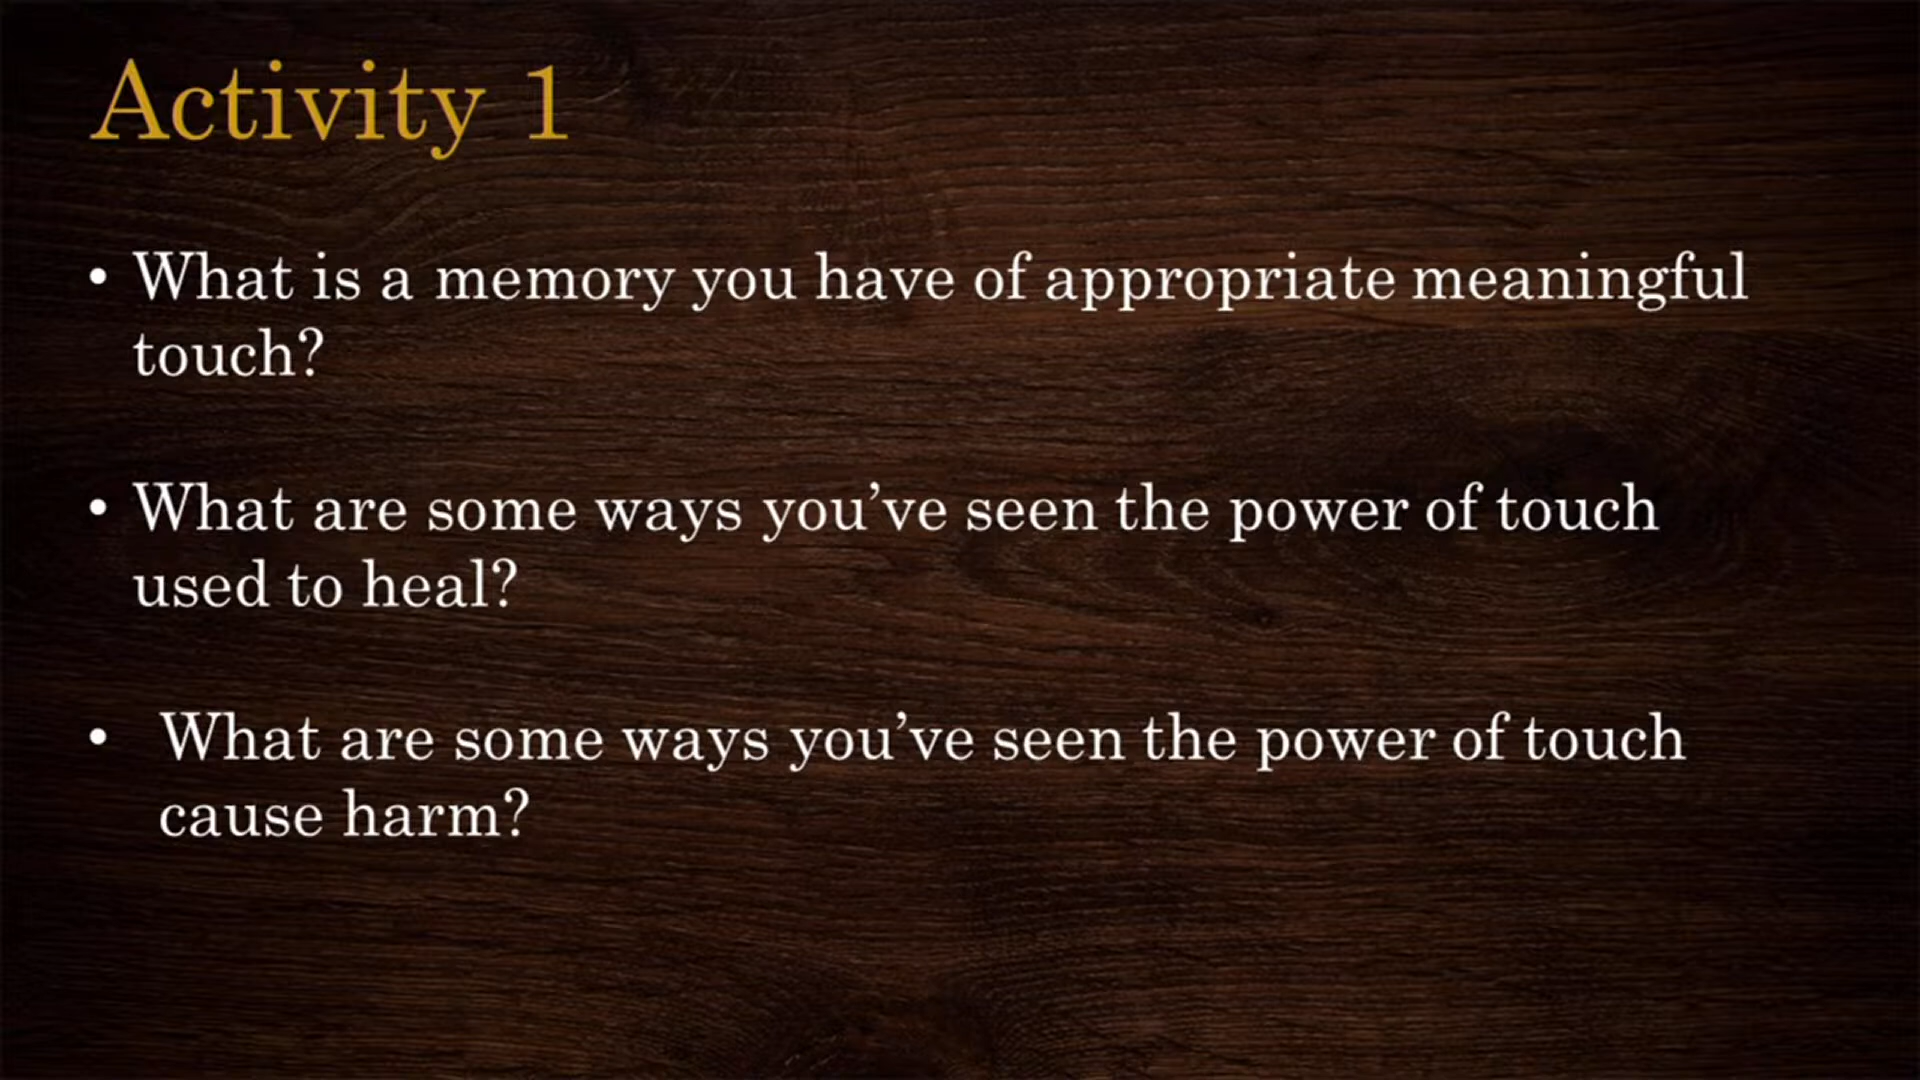 Activity 1
• What is a memory you have of appropriate meaningful
touch?
• What are some ways you’ve seen the power of touch
used to heal?
• What are some ways you’ve seen the power of touch
cause harm?